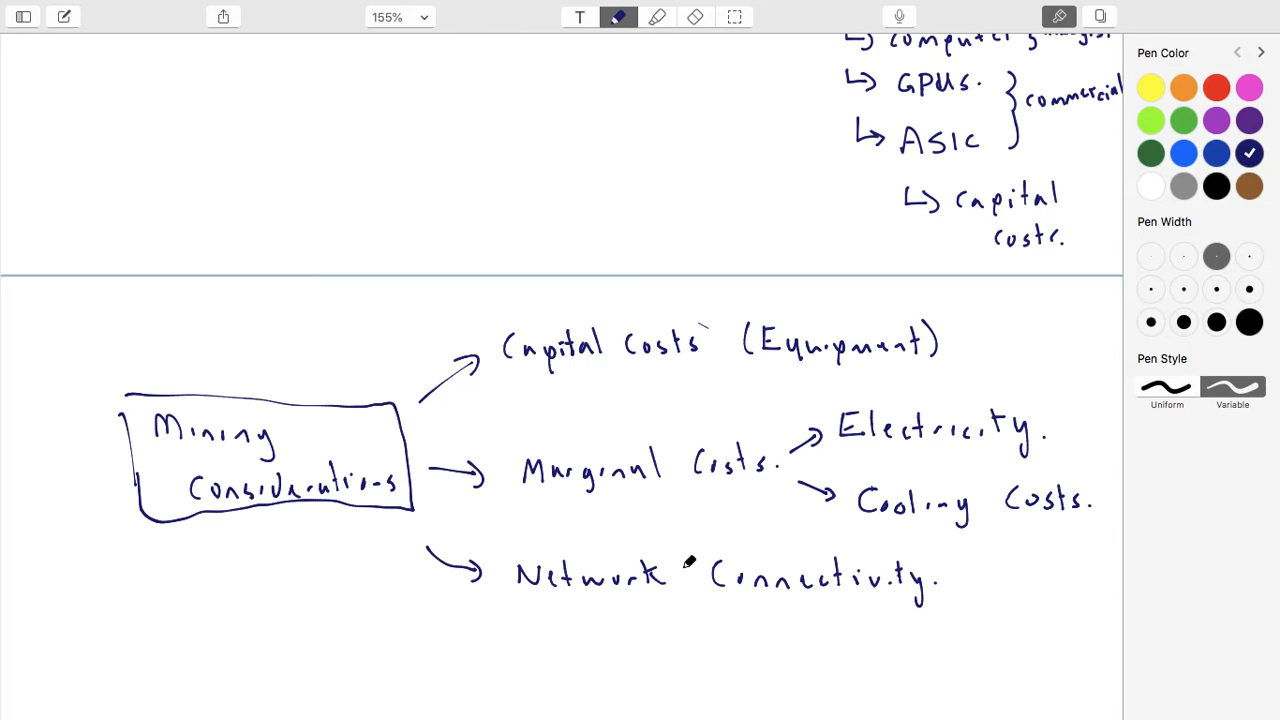 155%
T
Pen Color
Pen Width
Pen Style
Uniform Variable
↳ computer
↳ GPUs.
commercial
↳ ASIC
↳ capital
costs.
Capital Costs (Equipment)
Mining
Considerations
Marginal Costs.
Electricity.
Cooling Costs.
Network Connectivity.